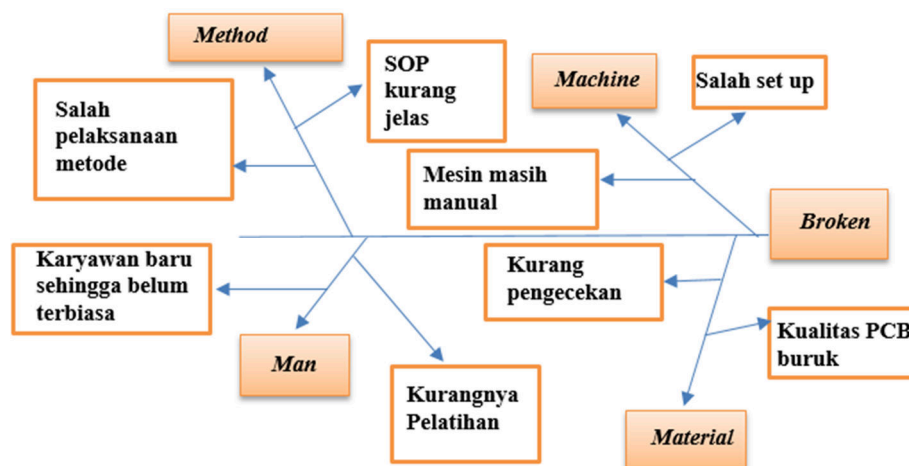 Method
SOP
kurang
jelas
Salah
pelaksanaan
metode
Machine
Salah set up
Mesin masih
manual
Broken
Karyawan baru
sehingga belum
terbiasa
Kurang
pengecekan
Man
Kurangnya
Pelatihan
Kualitas PCB
buruk
Material